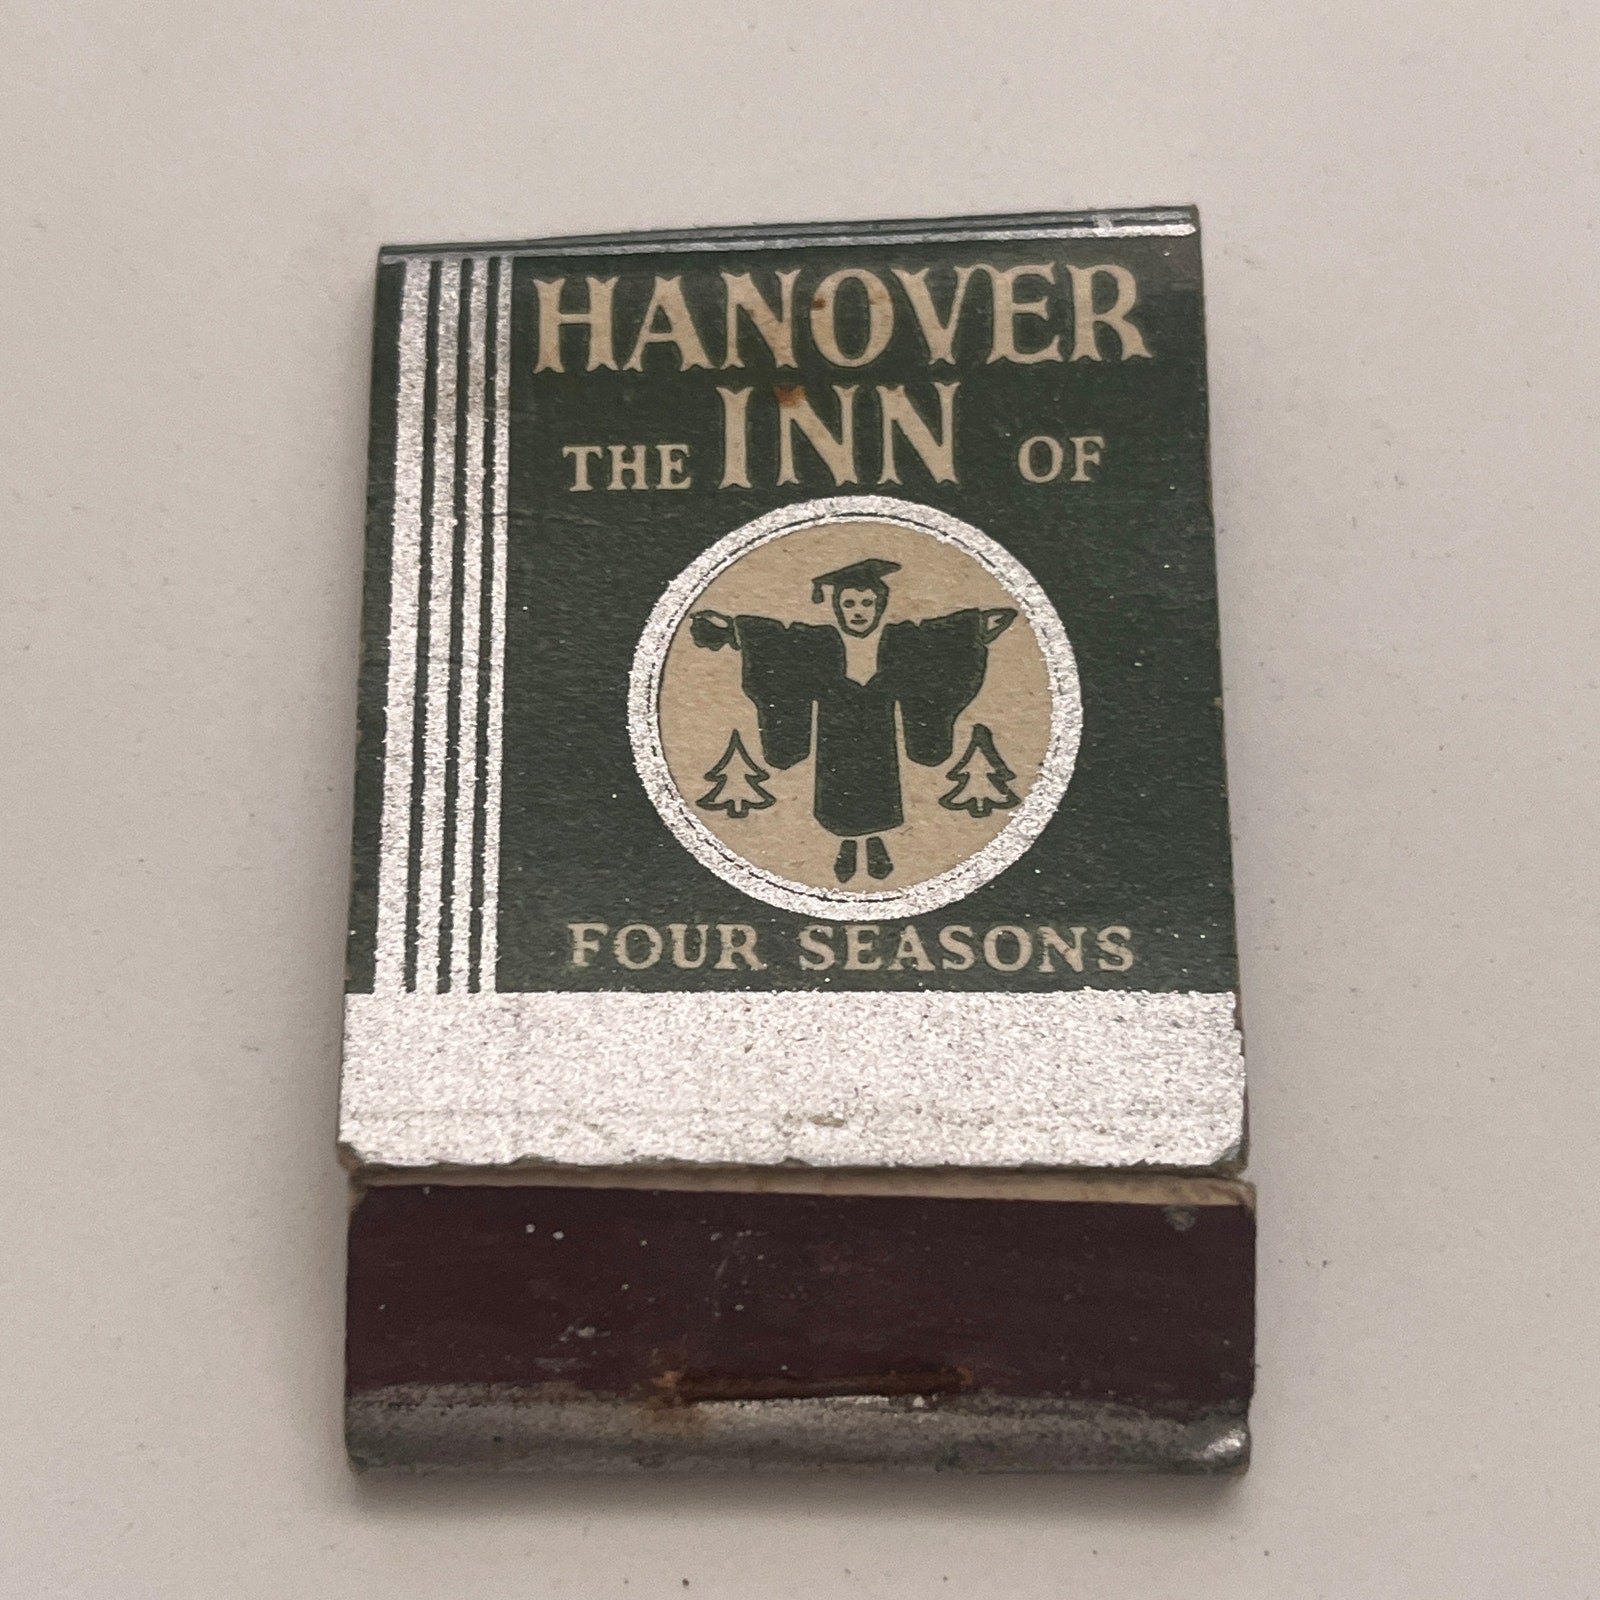 HANOVER
THE INN OF
FOUR SEASONS